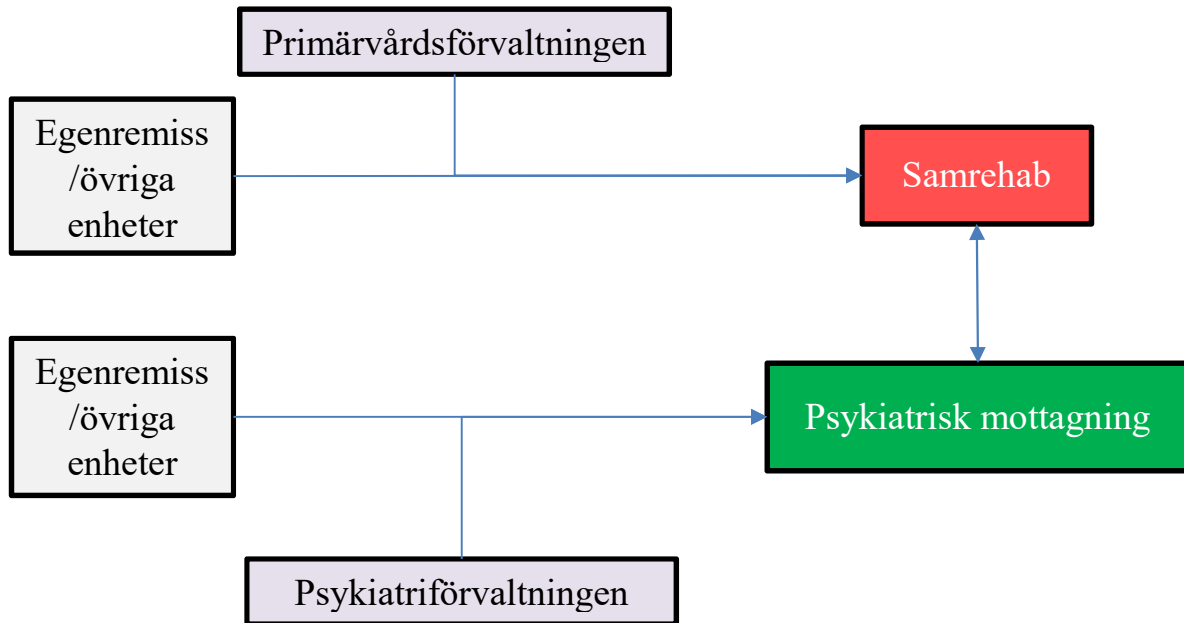 Primärvårdsförvaltningen
Egenremiss
/övriga
enheter
Samrehab
Egenremiss
/övriga
enheter
Psykiatrisk mottagning
Psykiatriförvaltningen